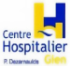 Centre
Hospitalier
P. Dezarnaulds Gien